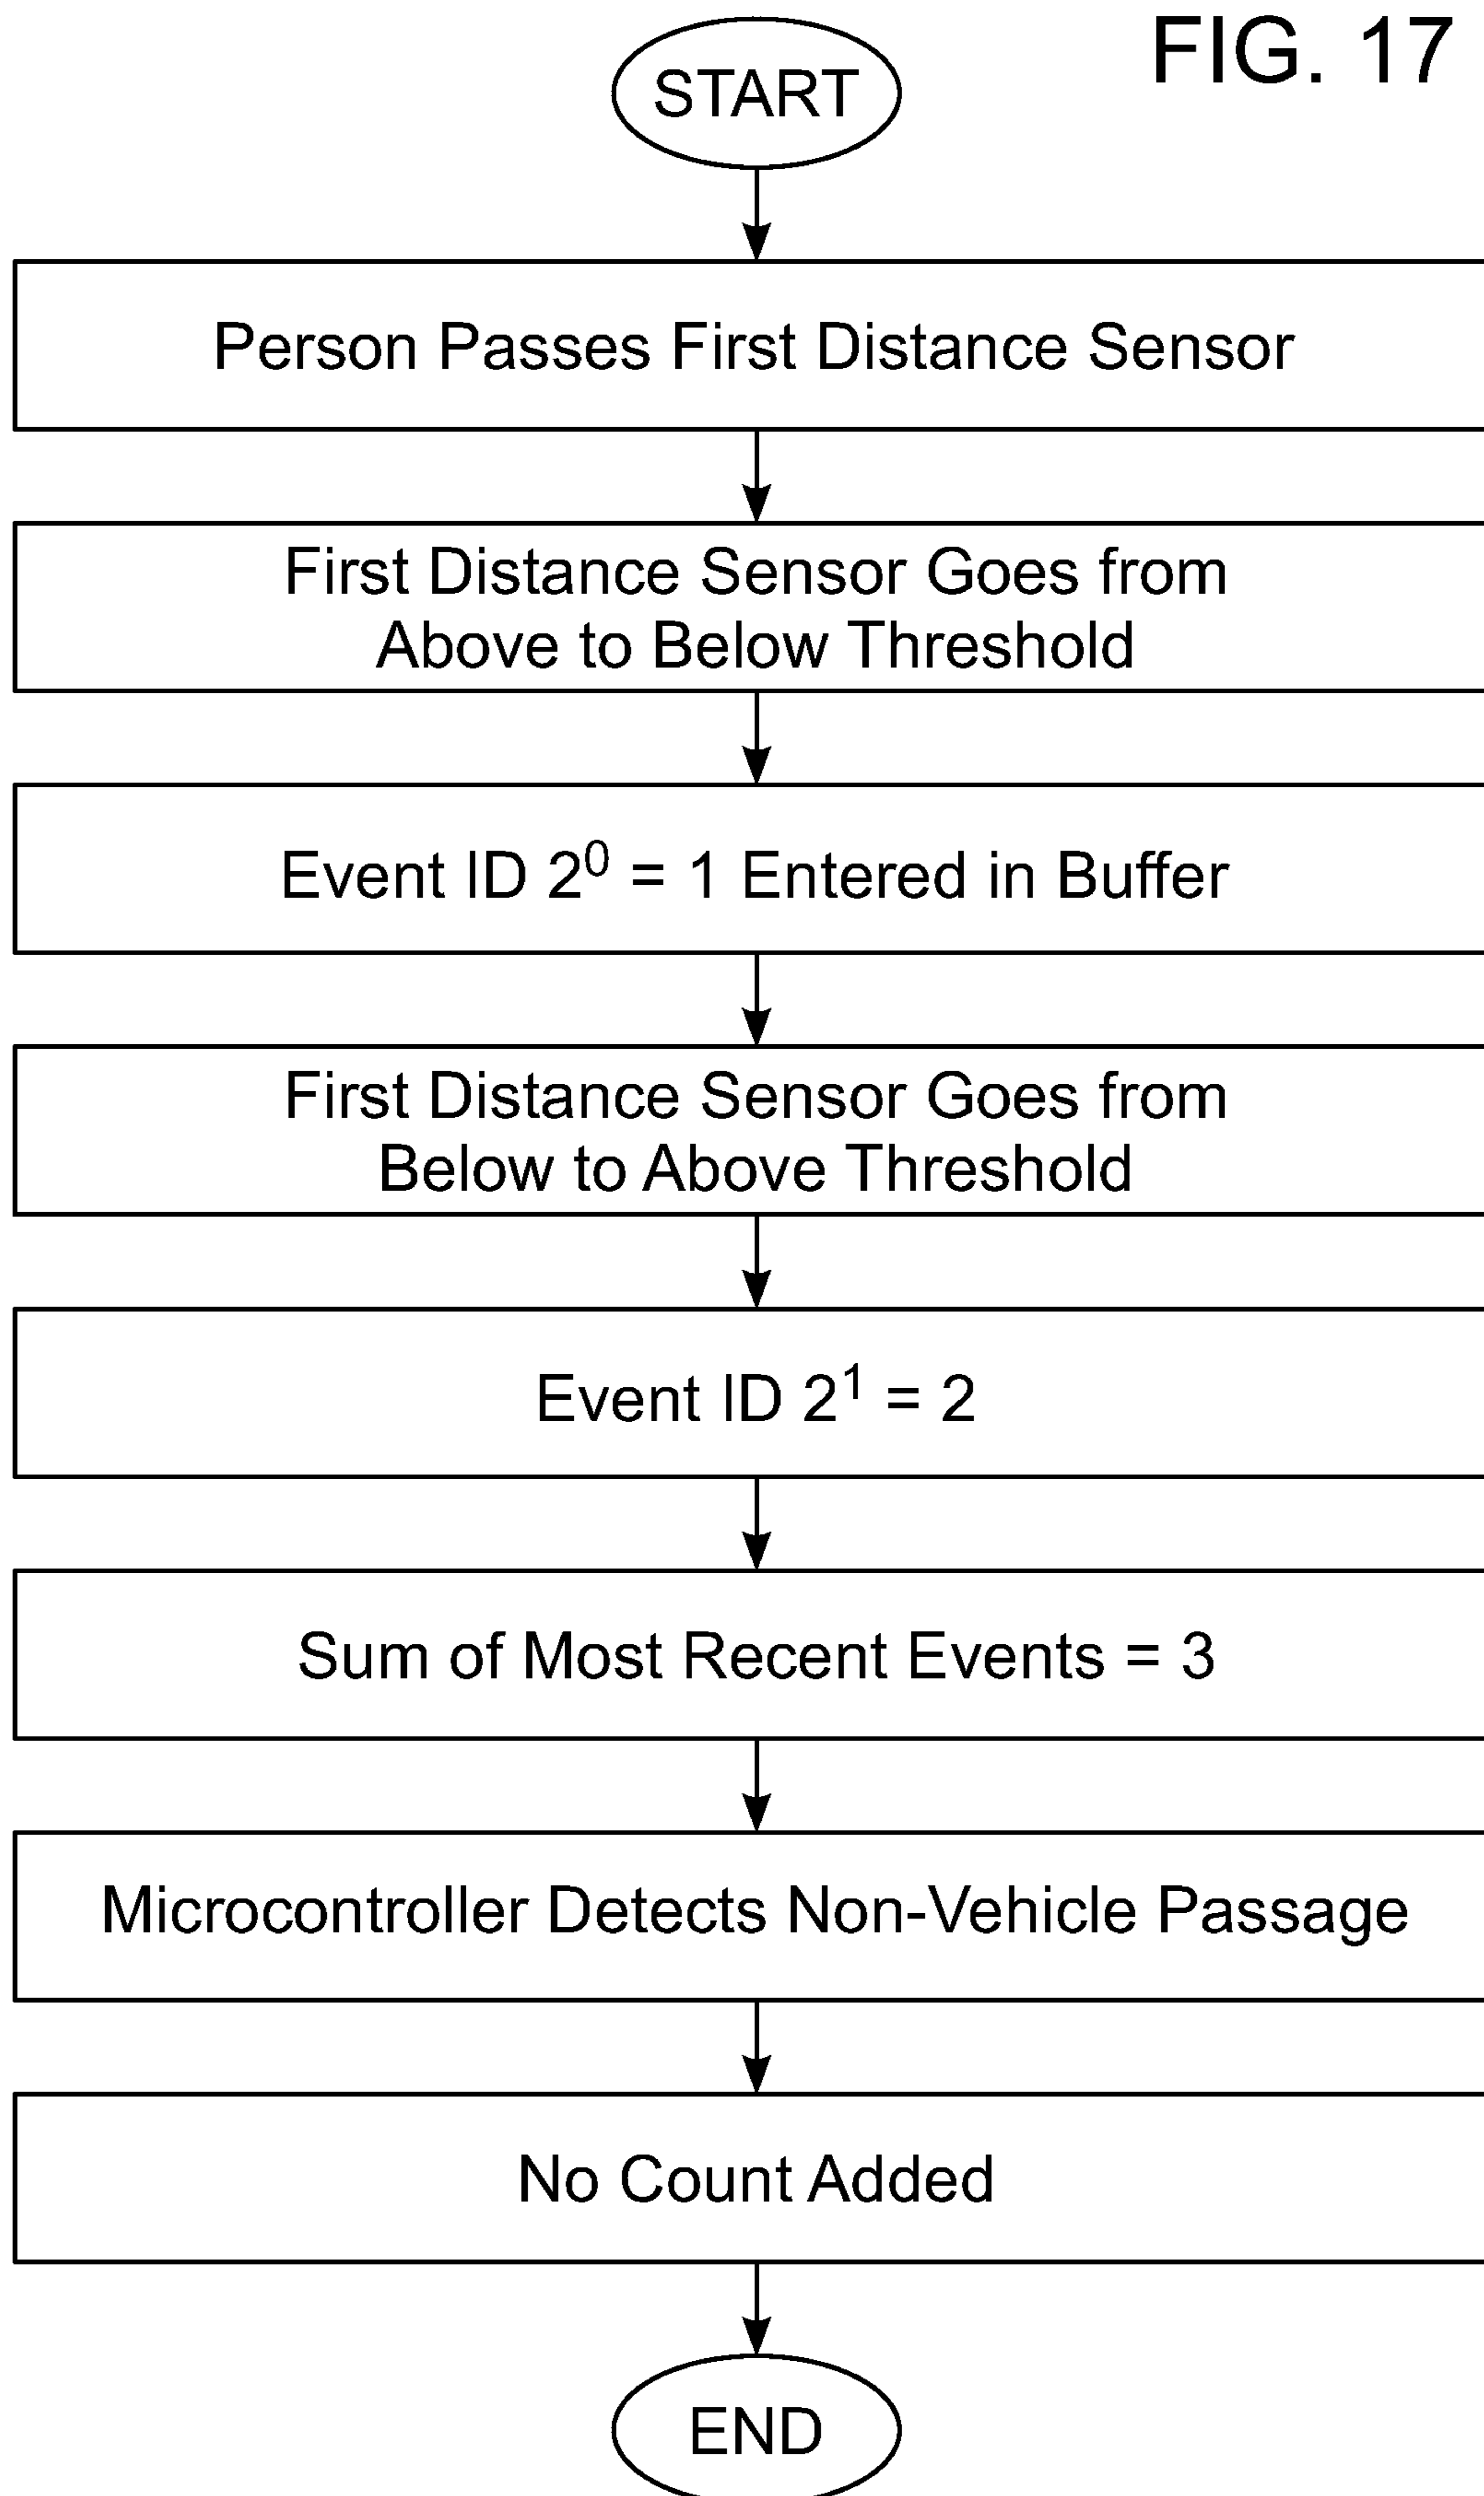 FIG. 17
START
Person Passes First Distance Sensor
First Distance Sensor Goes from
Above to Below Threshold
Event ID 2⁰ = 1 Entered in Buffer
First Distance Sensor Goes from
Below to Above Threshold
Event ID 2¹ = 2
Sum of Most Recent Events = 3
Microcontroller Detects Non-Vehicle Passage
No Count Added
END